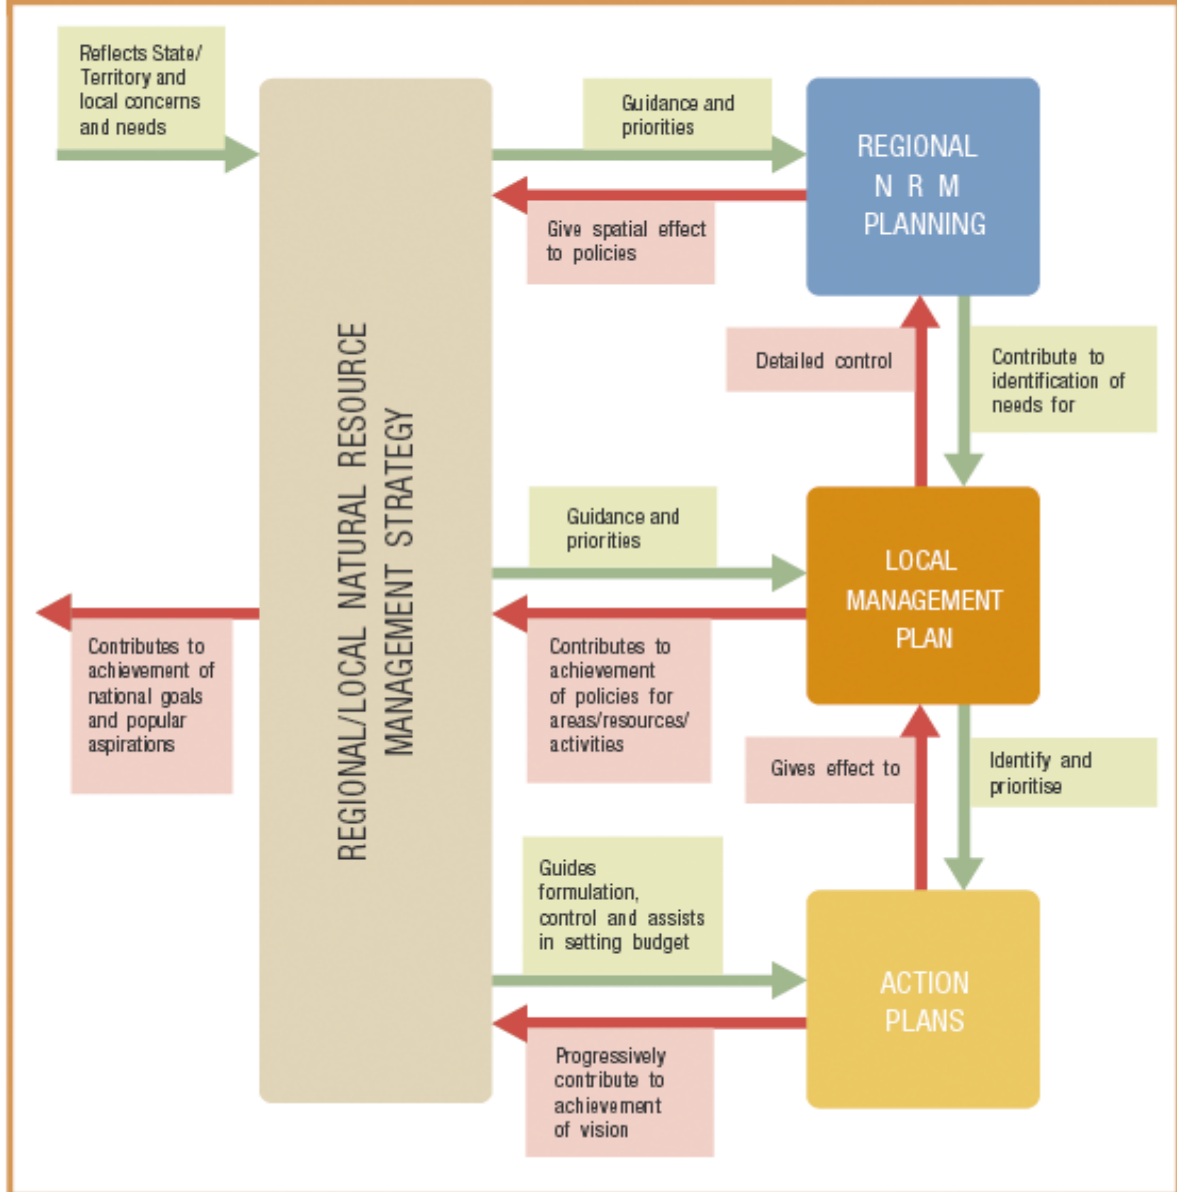 Reflects State/
Territory and
local concerns
and needs
Guidance and
priorities
REGIONAL
N R M
PLANNING
Give spatial effect
to policies
Detailed control
Contribute to
identification of
needs for
REGIONAL/LOCAL NATURAL RESOURCE
MANAGEMENT STRATEGY
Guidance and
priorities
LOCAL
MANAGEMENT
PLAN
Contributes to
achievement of
national goals
and popular
aspirations
Contributes to
achievement
of policies for
areas/resources/
activities
Gives effect to
Identify and
prioritise
Guides
formulation,
control and assists
in setting budget
ACTION
PLANS
Progressively
contribute to
achievement
of vision